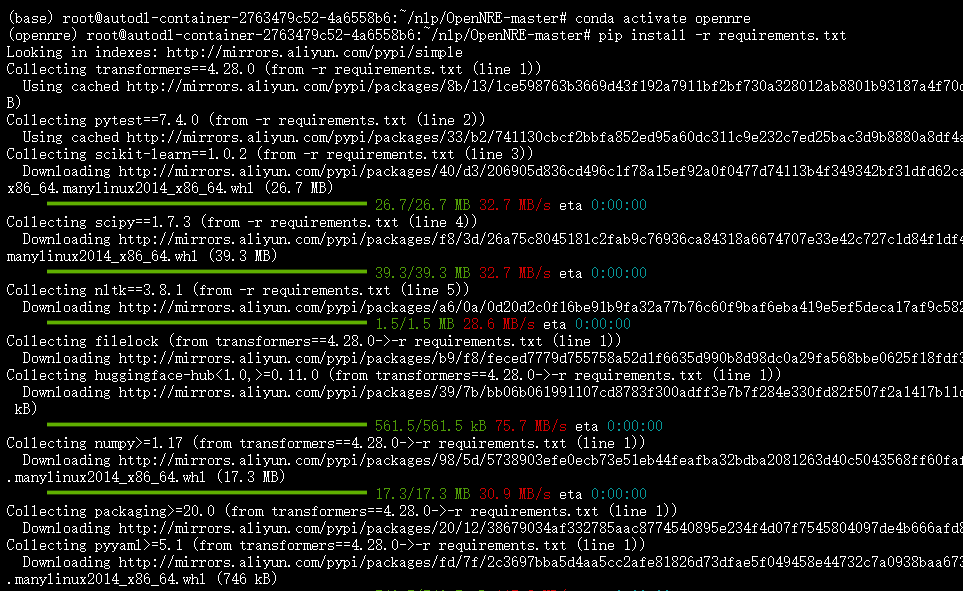 (base) root@autodl-container-2763479c52-4a6558b6:~/nlp/OpenNRE-master# conda activate opennre
(opennre) root@autodl-container-2763479c52-4a6558b6:~/nlp/OpenNRE-master# pip install -r requirements.txt
Looking in indexes: http://mirrors.aliyun.com/pypi/simple
Collecting transformers==4.28.0 (from -r requirements.txt (line 1))
  Using cached http://mirrors.aliyun.com/pypi/packages/8b/13/1ce598763b3669d43f192a7911bf2bf730a328012ab8801b93187a4f70d
B)
Collecting pytest==7.4.0 (from -r requirements.txt (line 2))
  Using cached http://mirrors.aliyun.com/pypi/packages/33/b2/741130cbcf2bbfa852ed95a60dc311c9e232c7ed25bac3d9b8880a8df4a
Collecting scikit-learn==1.0.2 (from -r requirements.txt (line 3))
  Downloading http://mirrors.aliyun.com/pypi/packages/40/d3/206905d836cd496c1f78a15ef92a0f0477d74113b4f349342bf31dfd62ca
x86_64.manylinux2014_x86_64.whl (26.7 MB)
26.7/26.7 MB 32.7 MB/s eta 0:00:00
Collecting scipy==1.7.3 (from -r requirements.txt (line 4))
  Downloading http://mirrors.aliyun.com/pypi/packages/f8/3d/26a75c8045181c2fab9c76936ca84318a6674707e33e42c727c1d84f1df4
manylinux2014_x86_64.whl (39.3 MB)
39.3/39.3 MB 32.7 MB/s eta 0:00:00
Collecting nltk==3.8.1 (from -r requirements.txt (line 5))
  Downloading http://mirrors.aliyun.com/pypi/packages/a6/0a/0d20d2c0f16be91b9fa32a77b76c60f9baf6eba419e5ef5deca17af9c582
1.5/1.5 MB 28.6 MB/s eta 0:00:00
Collecting filelock (from transformers==4.28.0->-r requirements.txt (line 1))
  Downloading http://mirrors.aliyun.com/pypi/packages/b9/f8/feced7779d755758a52d1f6635d990b8d98dc0a29fa568bbe0625f18fdf3
Collecting huggingface-hub<1.0,>=0.11.0 (from transformers==4.28.0->-r requirements.txt (line 1))
  Downloading http://mirrors.aliyun.com/pypi/packages/39/7b/bb06b061991107cd8783f300adff3e7b7f284e330fd82f507f2a1417b11d
 kB)
561.5/561.5 kB 75.7 MB/s eta 0:00:00
Collecting numpy>=1.17 (from transformers==4.28.0->-r requirements.txt (line 1))
  Downloading http://mirrors.aliyun.com/pypi/packages/98/5d/5738903efe0ecb73e51eb44feafba32bdba2081263d40c5043568ff60faf
.manylinux2014_x86_64.whl (17.3 MB)
17.3/17.3 MB 30.9 MB/s eta 0:00:00
Collecting packaging>=20.0 (from transformers==4.28.0->-r requirements.txt (line 1))
  Downloading http://mirrors.aliyun.com/pypi/packages/20/12/38679034af332785aac8774540895e234f4d07f7545804097de4b666afd8
Collecting pyyaml>=5.1 (from transformers==4.28.0->-r requirements.txt (line 1))
  Downloading http://mirrors.aliyun.com/pypi/packages/fd/7f/2c3697bba5d4aa5cc2afe81826d73dfae5f049458e44732c7a0938baa673
.manylinux2014_x86_64.whl (746 kB)